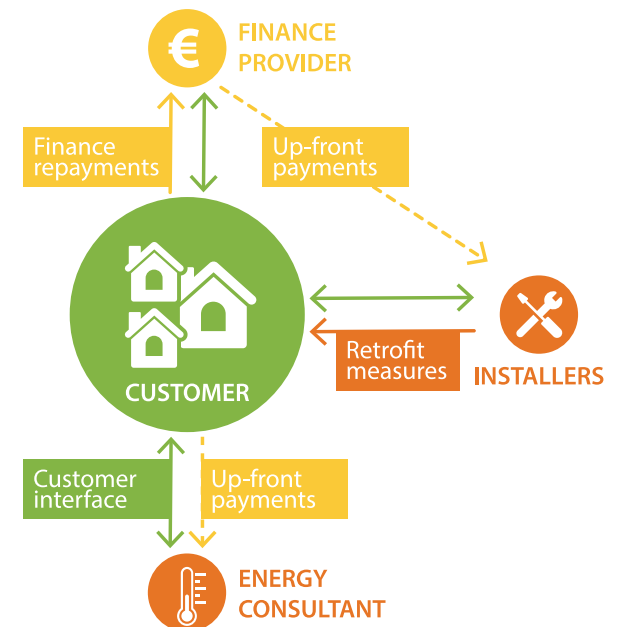 €
FINANCE
PROVIDER
Finance
repayments
Up-front
payments
CUSTOMER
Retrofit
measures
INSTALLERS
Customer
interface
Up-front
payments
ENERGY
CONSULTANT